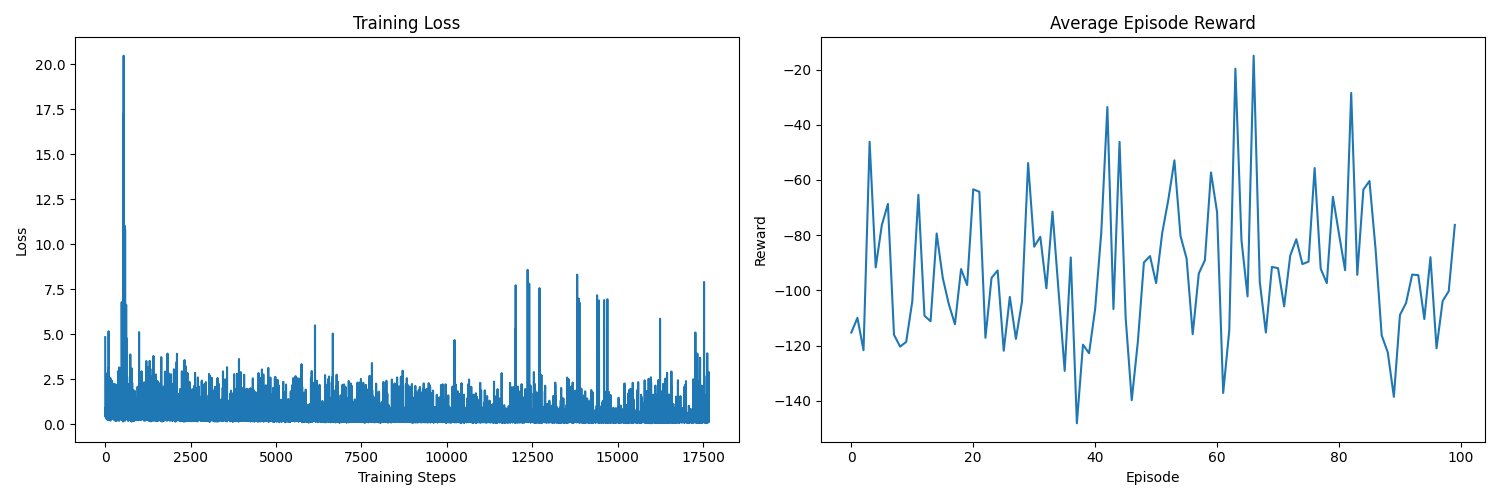 Training Loss
Loss
20.0
17.5
15.0
12.5
10.0
7.5
5.0
2.5
0.0
0 2500 5000 7500 10000 12500 15000 17500
Training Steps
Average Episode Reward
Reward
−20
−40
−60
−80
−100
−120
−140
0 20 40 60 80 100
Episode